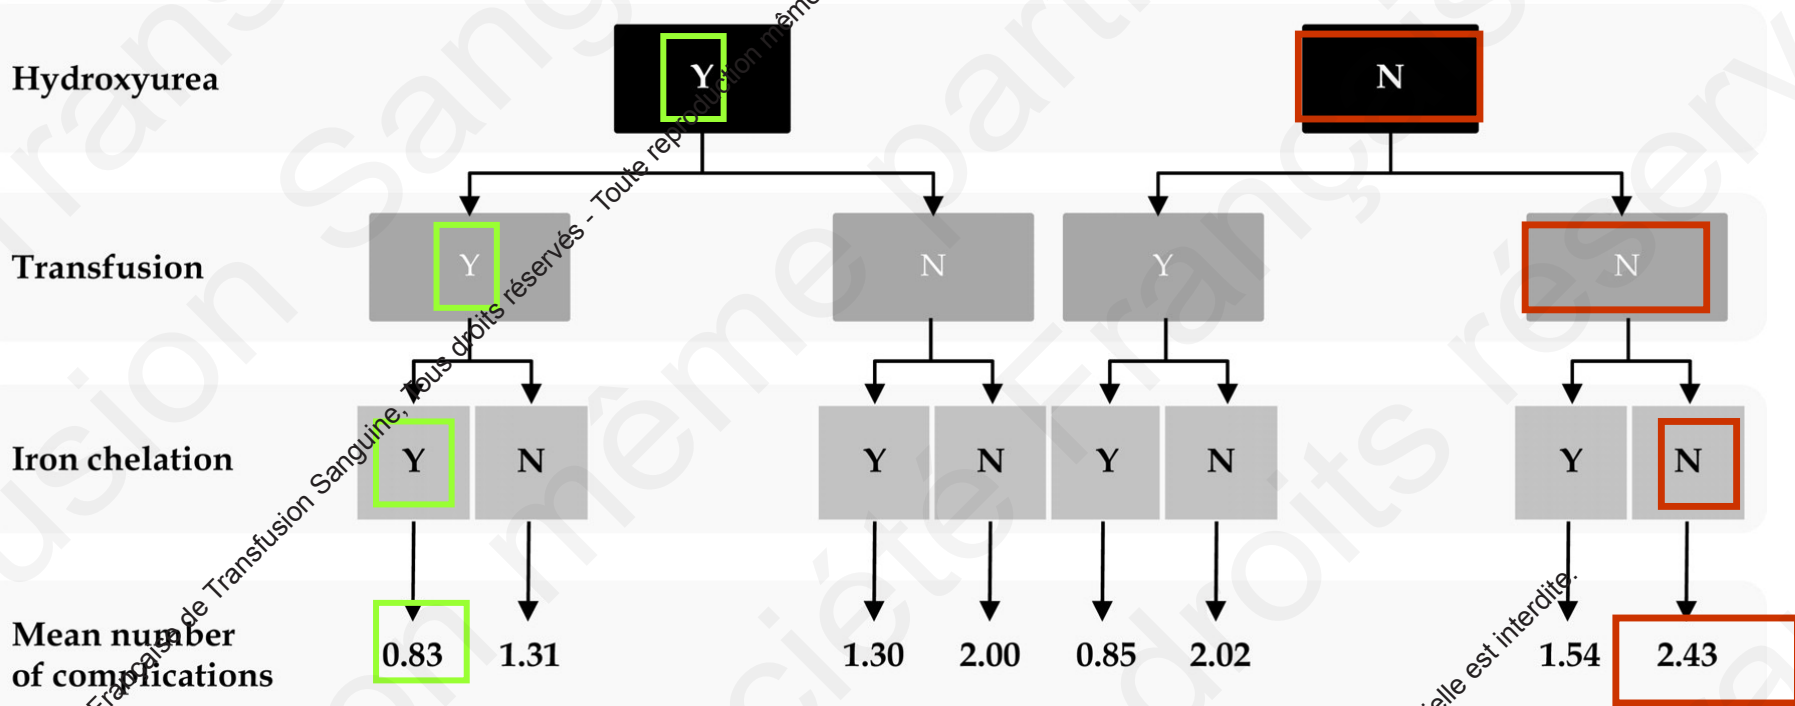 Hydroxyurea Y N
Transfusion Y N Y N
Iron chelation Y N Y N Y N Y N
Mean number
of complications 0.83 1.31 1.30 2.00 0.85 2.02 1.54 2.43
Française de Transfusion Sanguine, Tous droits réservés - Toute reproduction même
ielle est interdite.